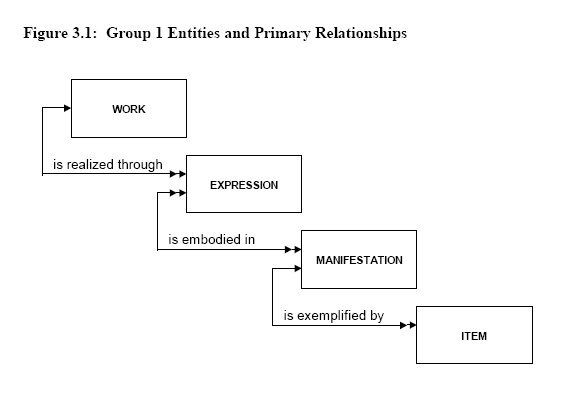 Figure 3.1: Group 1 Entities and Primary Relationships
WORK
is realized through
EXPRESSION
is embodied in
MANIFESTATION
is exemplified by
ITEM